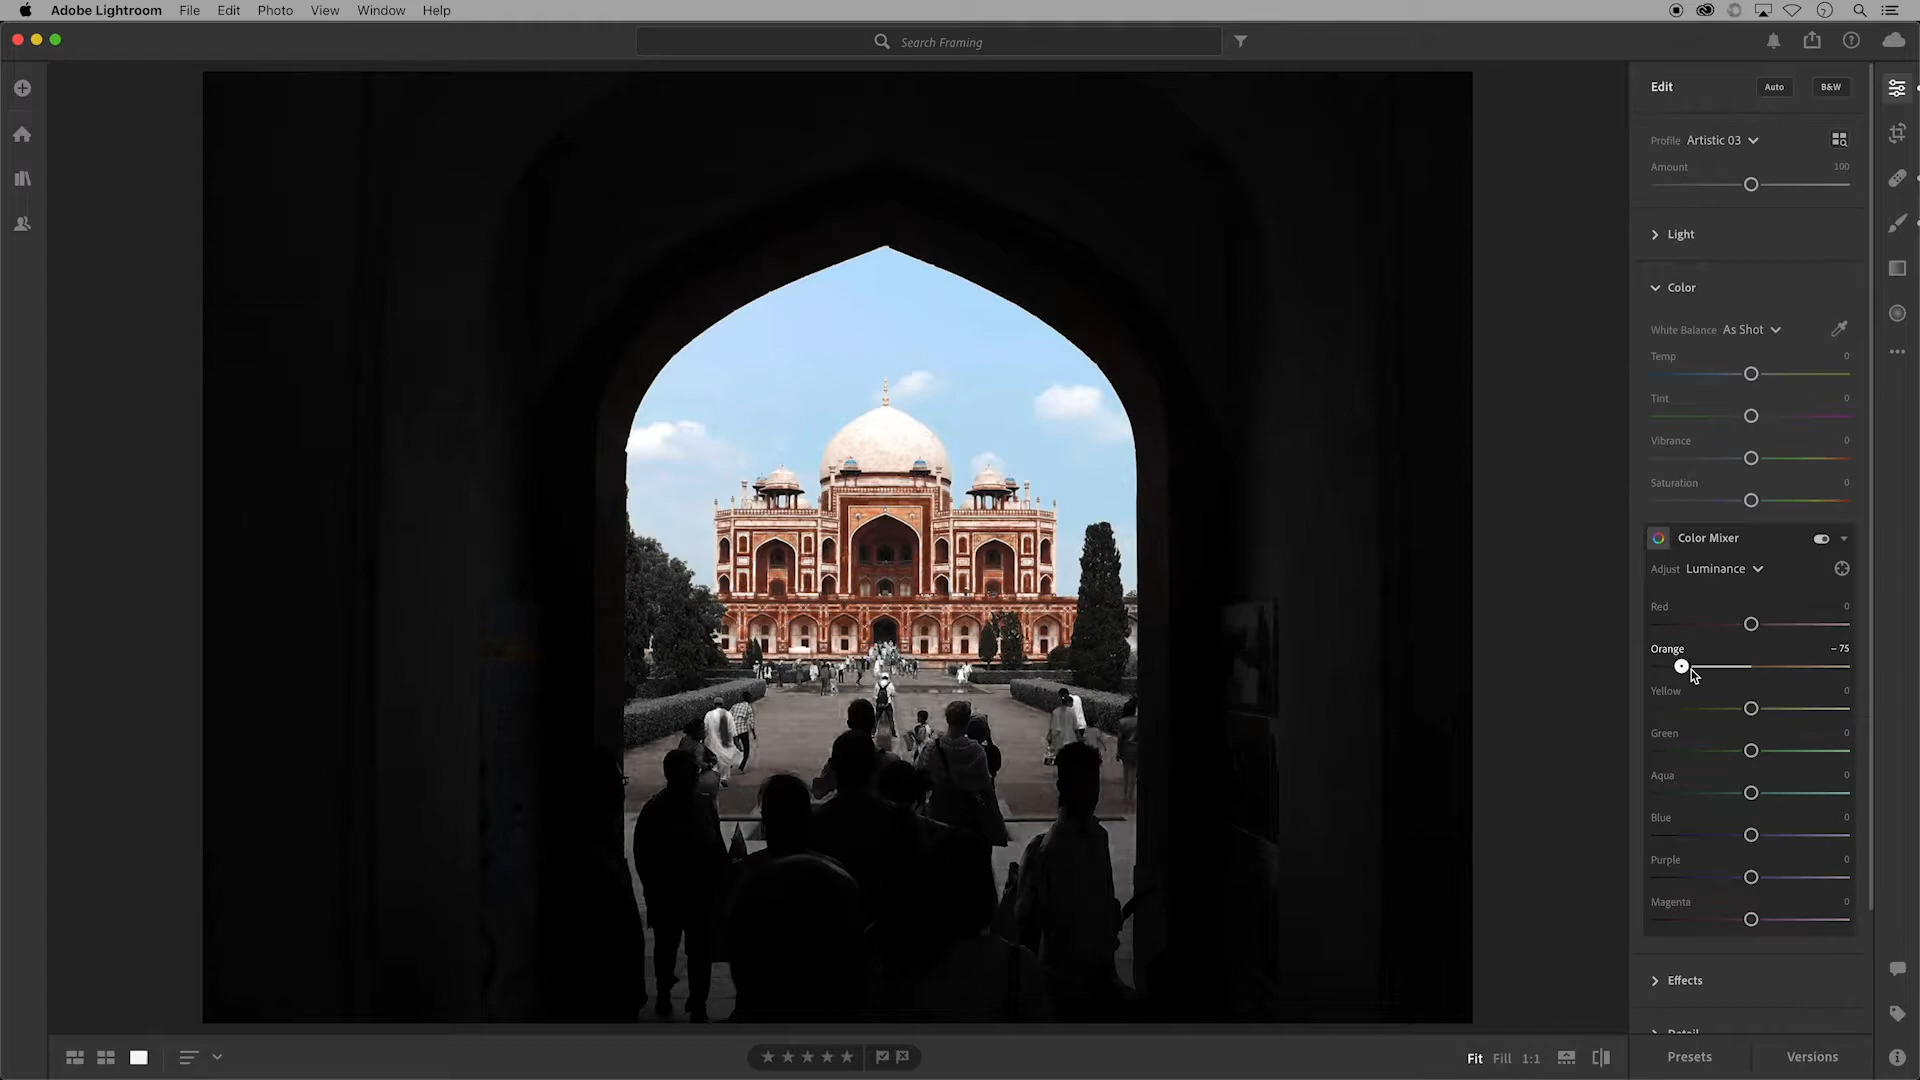 Adobe Lightroom File Edit Photo View Window Help
Search Framing
Edit Auto B&W
Profile Artistic 03
Amount 100
Light
Color
White Balance As Shot
Temp 0
Tint 0
Vibrance 0
Saturation 0
Color Mixer
Adjust Luminance
Red 0
Orange – 75
Yellow 0
Green 0
Aqua 0
Blue 0
Purple 0
Magenta 0
Effects
Detail
Fit Fill 1:1 Presets Versions